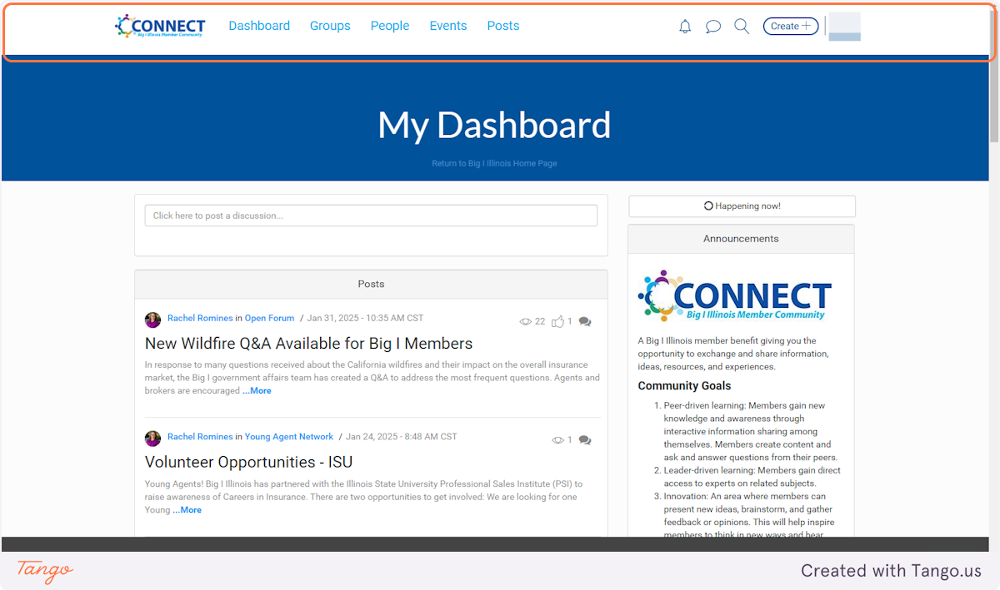 CONNECT
Big I Illinois Member Community
Dashboard
Groups
People
Events
Posts
Create
My Dashboard
Return to Big I Illinois Home Page
Click here to post a discussion...
Posts
Rachel Romines in Open Forum / Jan 31, 2025 - 10:35 AM CST
22
1
New Wildfire Q&A Available for Big I Members
In response to many questions received about the California wildfires and their impact on the overall insurance
market, the Big I government affairs team has created a Q&A to address the most frequent questions. Agents and
brokers are encouraged ...More
Rachel Romines in Young Agent Network / Jan 24, 2025 - 8:48 AM CST
1
Volunteer Opportunities - ISU
Young Agents! Big I Illinois has partnered with the Illinois State University Professional Sales Institute (PSI) to
raise awareness of Careers in Insurance. There are two opportunities to get involved: We are looking for one
Young ...More
Happening now!
Announcements
CONNECT
Big I Illinois Member Community
A Big I Illinois member benefit giving you the
opportunity to exchange and share information,
ideas, resources, and experiences.
Community Goals
1. Peer-driven learning: Members gain new
knowledge and awareness through
interactive information sharing among
themselves. Members create content and
ask and answer questions from their peers.
2. Leader-driven learning: Members gain direct
access to experts on related subjects.
3. Innovation: An area where members can
present new ideas, brainstorm, and gather
feedback or opinions. This will help inspire
members to think in new ways and hear
Tango
Created with Tango.us